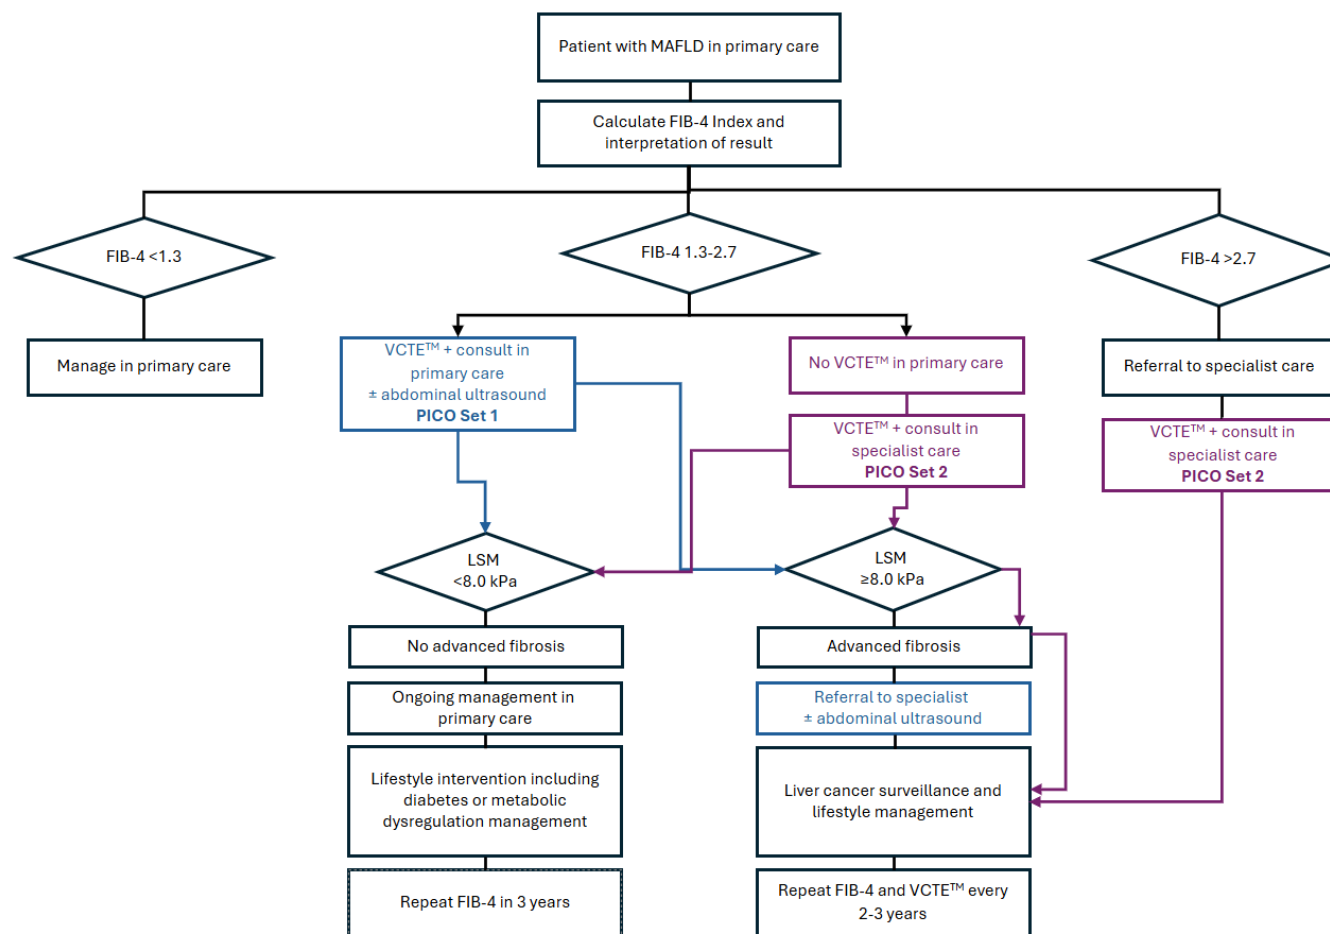 Patient with MAFLD in primary care
Calculate FIB-4 Index and
interpretation of result
FIB-4 <1.3
FIB-4 1.3-2.7
FIB-4 >2.7
Manage in primary care
VCTE™ + consult in
primary care
± abdominal ultrasound
PICO Set 1
No VCTE™ in primary care
Referral to specialist care
VCTE™ + consult in
specialist care
PICO Set 2
VCTE™ + consult in
specialist care
PICO Set 2
LSM
<8.0 kPa
LSM
≥8.0 kPa
No advanced fibrosis
Advanced fibrosis
Ongoing management in
primary care
Referral to specialist
± abdominal ultrasound
Lifestyle intervention including
diabetes or metabolic
dysregulation management
Liver cancer surveillance and
lifestyle management
Repeat FIB-4 in 3 years
Repeat FIB-4 and VCTE™ every
2-3 years